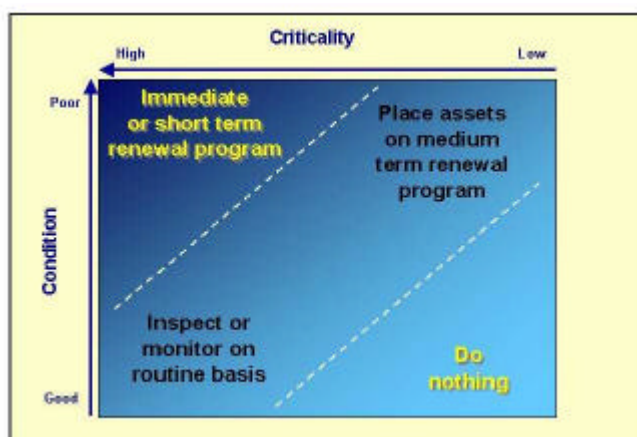 Criticality
High
Low
Poor
Immediate
or short term
renewal program
Place assets
on medium
term renewal
program
Condition
Inspect or
monitor on
routine basis
Do
nothing
Good